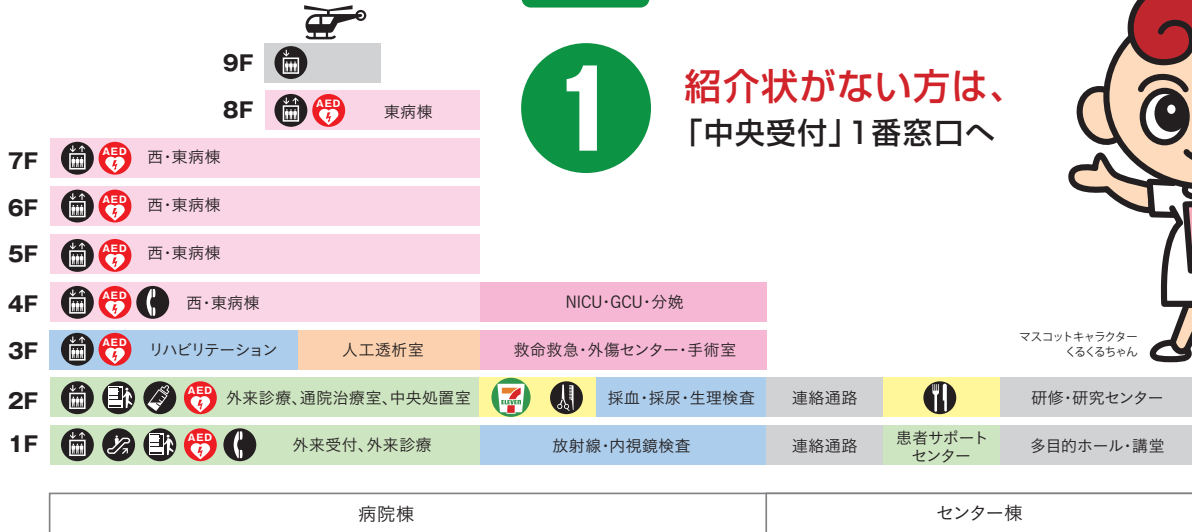 1
紹介状がない方は、
「中央受付」1番窓口へ
9F
8F AED 東病棟
7F AED 西・東病棟
6F AED 西・東病棟
5F AED 西・東病棟
4F AED 西・東病棟 NICU・GCU・分娩
3F AED リハビリテーション 人工透析室 救命救急・外傷センター・手術室
マスコットキャラクター
くるくるちゃん
2F AED 外来診療、通院治療室、中央処置室 7 ELEVEN 採血・採尿・生理検査 連絡通路 研修・研究センター
1F AED 外来受付、外来診療 放射線・内視鏡検査 連絡通路 患者サポート
センター 多目的ホール・講堂
病院棟 センター棟